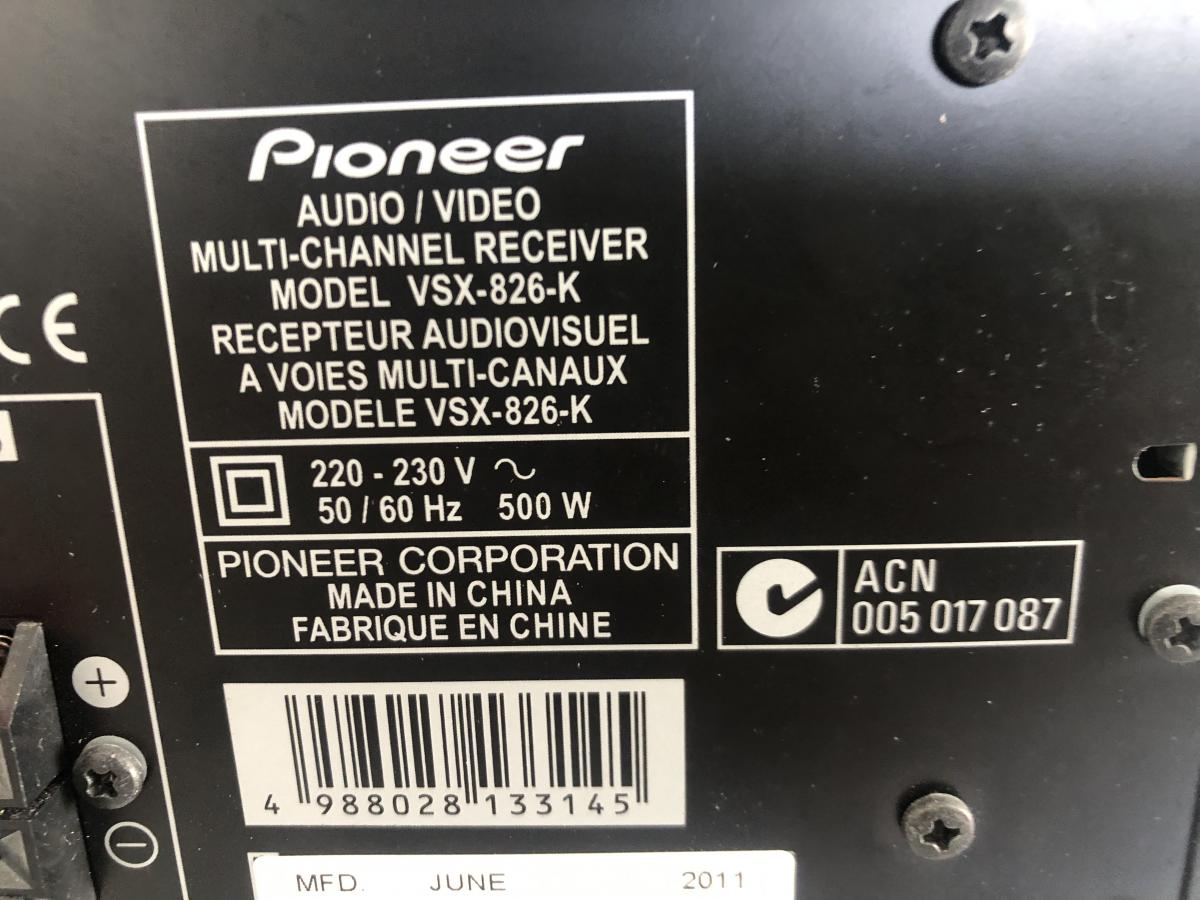 Pioneer
AUDIO / VIDEO
MULTI-CHANNEL RECEIVER
MODEL VSX-826-K
RECEPTEUR AUDIOVISUEL
A VOIES MULTI-CANAUX
MODELE VSX-826-K
CE
220 - 230 V ~
50 / 60 Hz 500 W
PIONEER CORPORATION
MADE IN CHINA
FABRIQUE EN CHINE
ACN
005 017 087
+
4 988028 133145
−
MFD. JUNE 2011